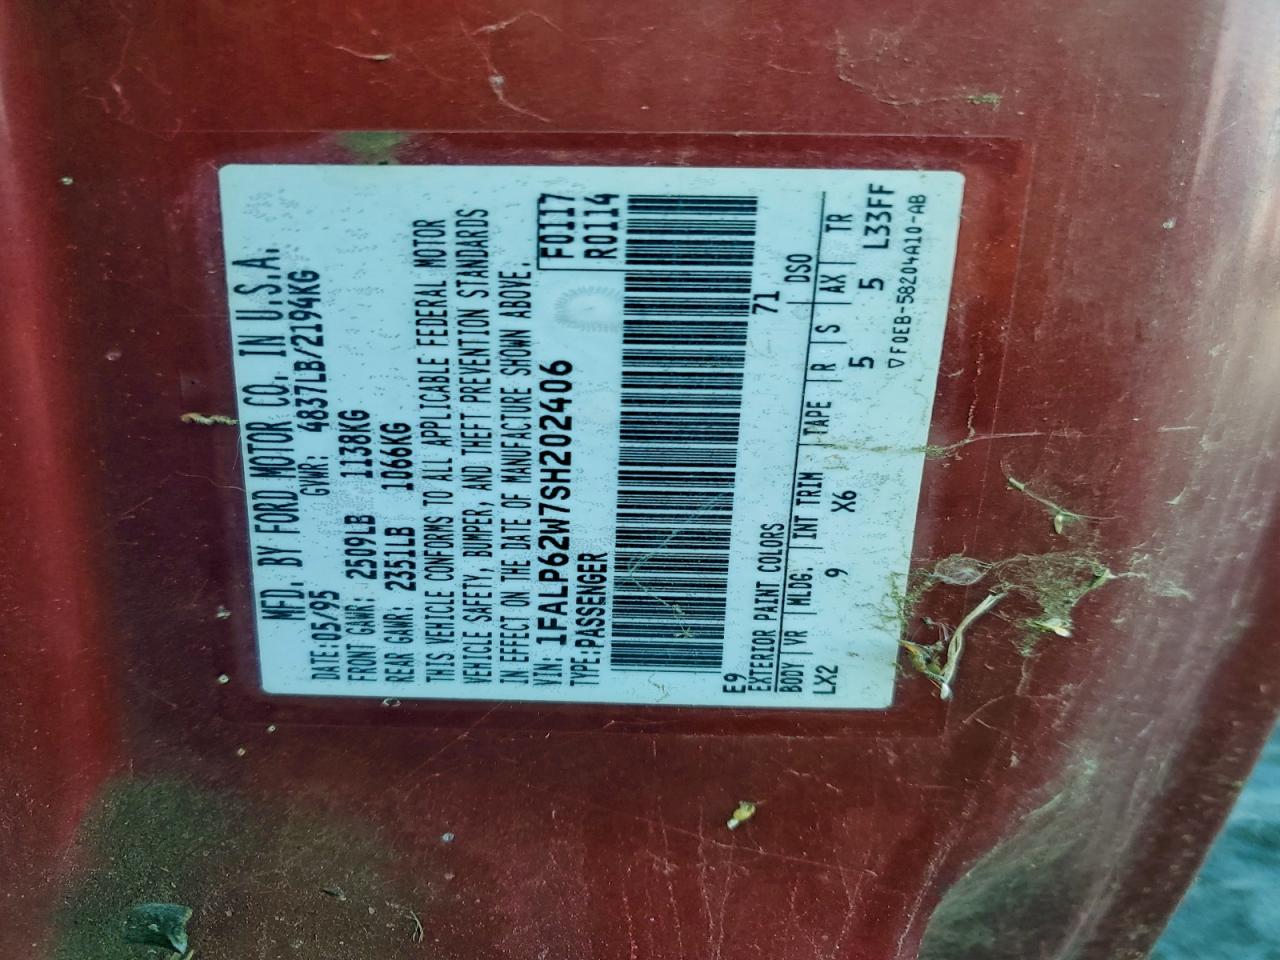 MFD. BY FORD MOTOR CO. IN U.S.A.
DATE: 05/95 GVWR: 4837LB/2194KG
FRONT GAWR: 2509LB 1138KG
REAR GAWR: 2351LB 1066KG
THIS VEHICLE CONFORMS TO ALL APPLICABLE FEDERAL MOTOR
VEHICLE SAFETY, BUMPER, AND THEFT PREVENTION STANDARDS
IN EFFECT ON THE DATE OF MANUFACTURE SHOWN ABOVE.
VIN: 1FALP62W7SH202406 F0117
TYPE: PASSENGER R0114
E9 71
EXTERIOR PAINT COLORS DSO
BODY VR MLDG. INT TRIM TAPE R S AX TR
LX2 9 X6 5 5 L33FF
▽F0EB-58204A10-AB